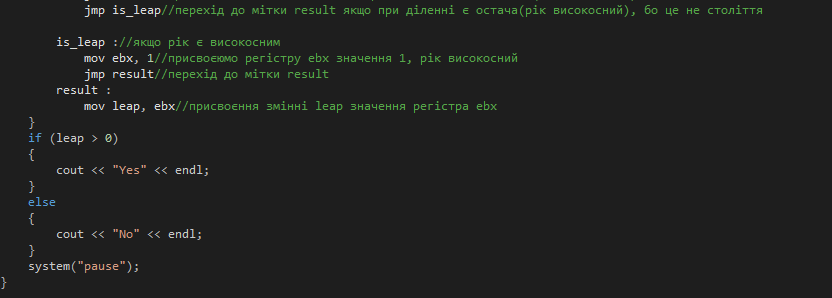 jmp is_leap//перехід до мітки result якщо при діленні є остача(рік високосний), бо це не століття
is_leap ://якщо рік є високосним
mov ebx, 1//присвоєюмо регістру ebx значення 1, рік високосний
jmp result//перехід до мітки result
result :
mov leap, ebx//присвоєння змінні leap значення регістра ebx
}
if (leap > 0)
{
cout << "Yes" << endl;
}
else
{
cout << "No" << endl;
}
system("pause");
}